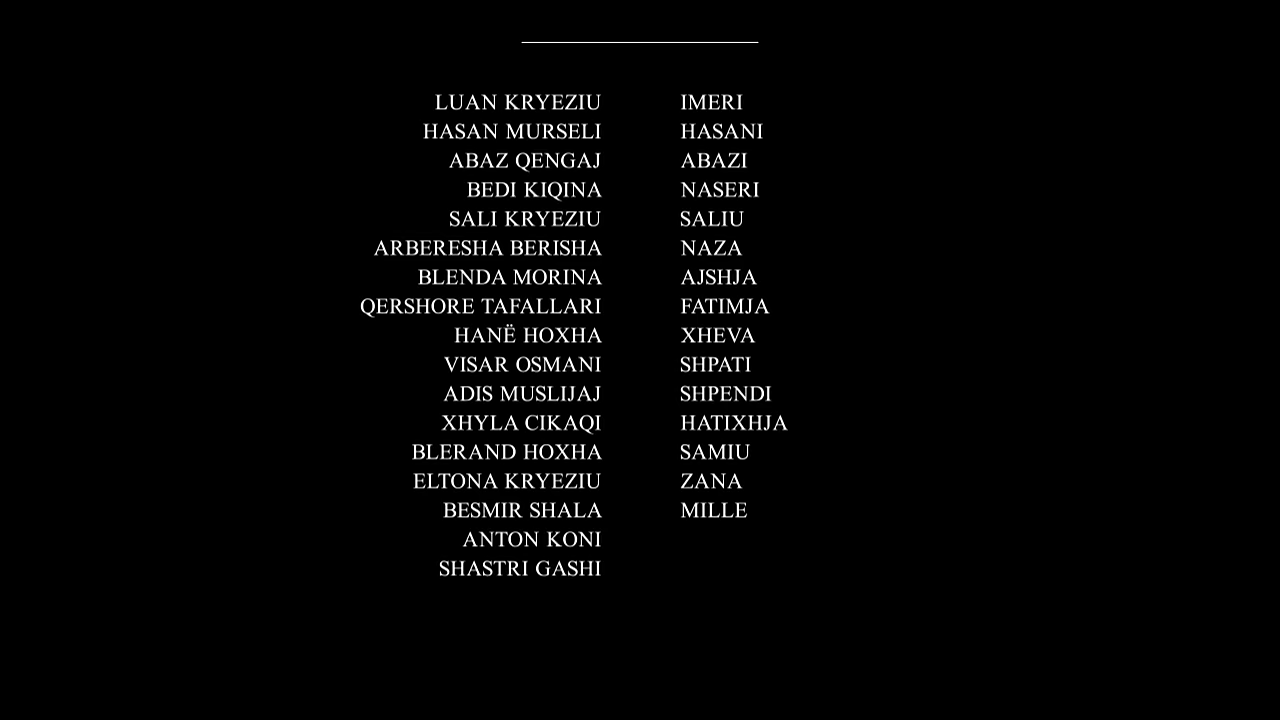 LUAN KRYEZIU IMERI
HASAN MURSELI HASANI
ABAZ QENGAJ ABAZI
BEDI KIQINA NASERI
SALI KRYEZIU SALIU
ARBERESHA BERISHA NAZA
BLENDA MORINA AJSHJA
QERSHORE TAFALLARI FATIMJA
HANË HOXHA XHEVA
VISAR OSMANI SHPATI
ADIS MUSLIJAJ SHPENDI
XHYLA CIKAQI HATIXHJA
BLERAND HOXHA SAMIU
ELTONA KRYEZIU ZANA
BESMIR SHALA MILLE
ANTON KONI
SHASTRI GASHI